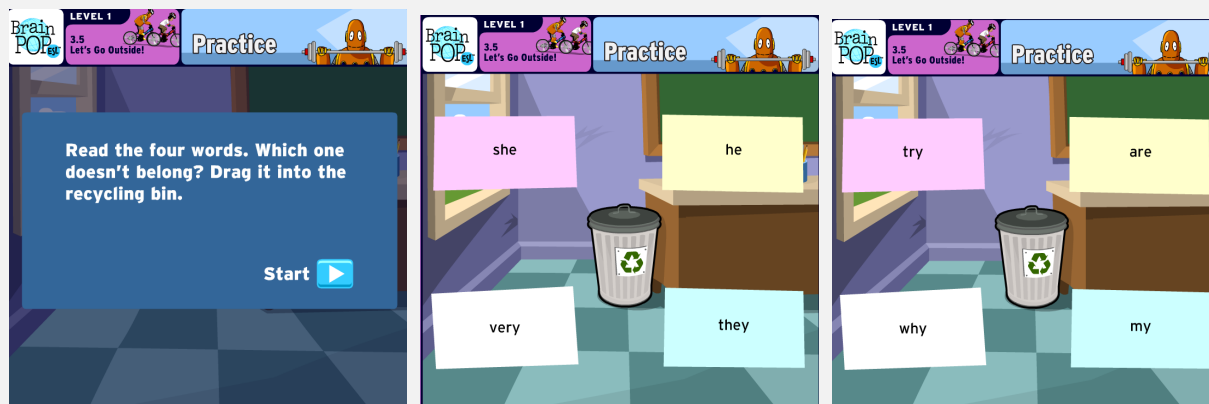 Brain
POP ESL
LEVEL 1
3.5
Let's Go Outside!
Practice
Read the four words. Which one
doesn't belong? Drag it into the
recycling bin.
Start
Brain
POP ESL
LEVEL 1
3.5
Let's Go Outside!
Practice
she
he
very
they
Brain
POP ESL
LEVEL 1
3.5
Let's Go Outside!
Practice
try
are
why
my